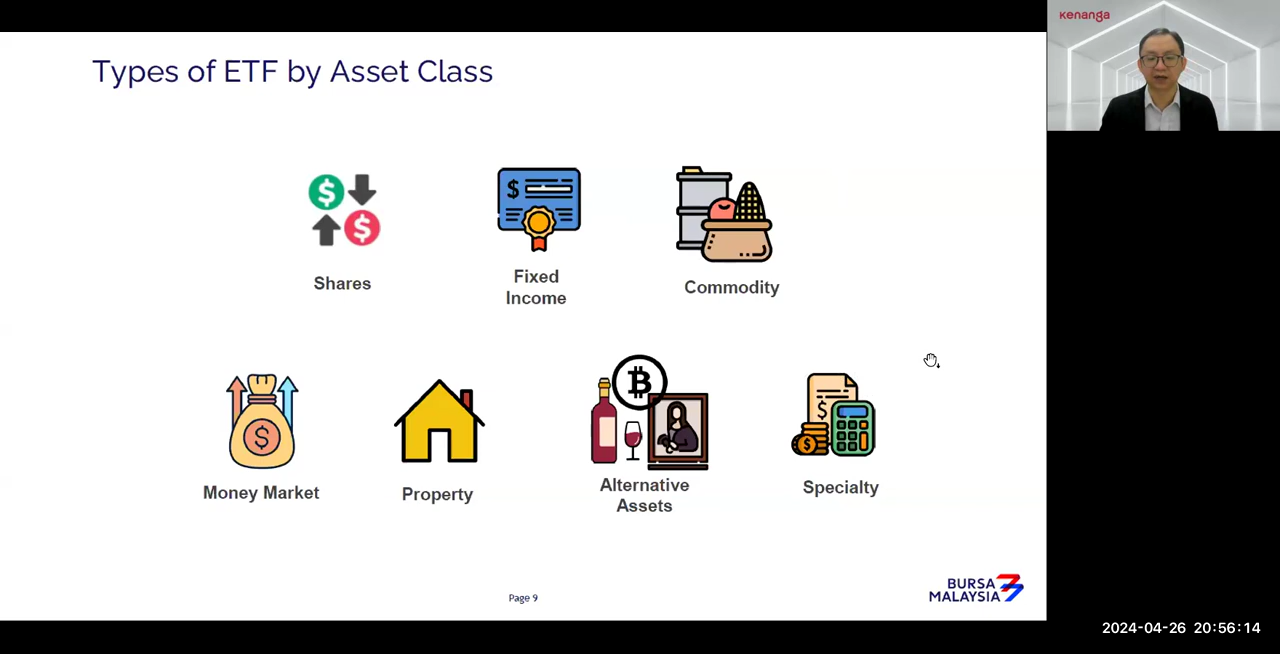 Kenanga
Types of ETF by Asset Class
$
$
$
Shares
Fixed
Income
Commodity
$
B
$
$
Money Market
Property
Alternative
Assets
Specialty
BURSA
MALAYSIA
Page 9
2024-04-26 20:56:14